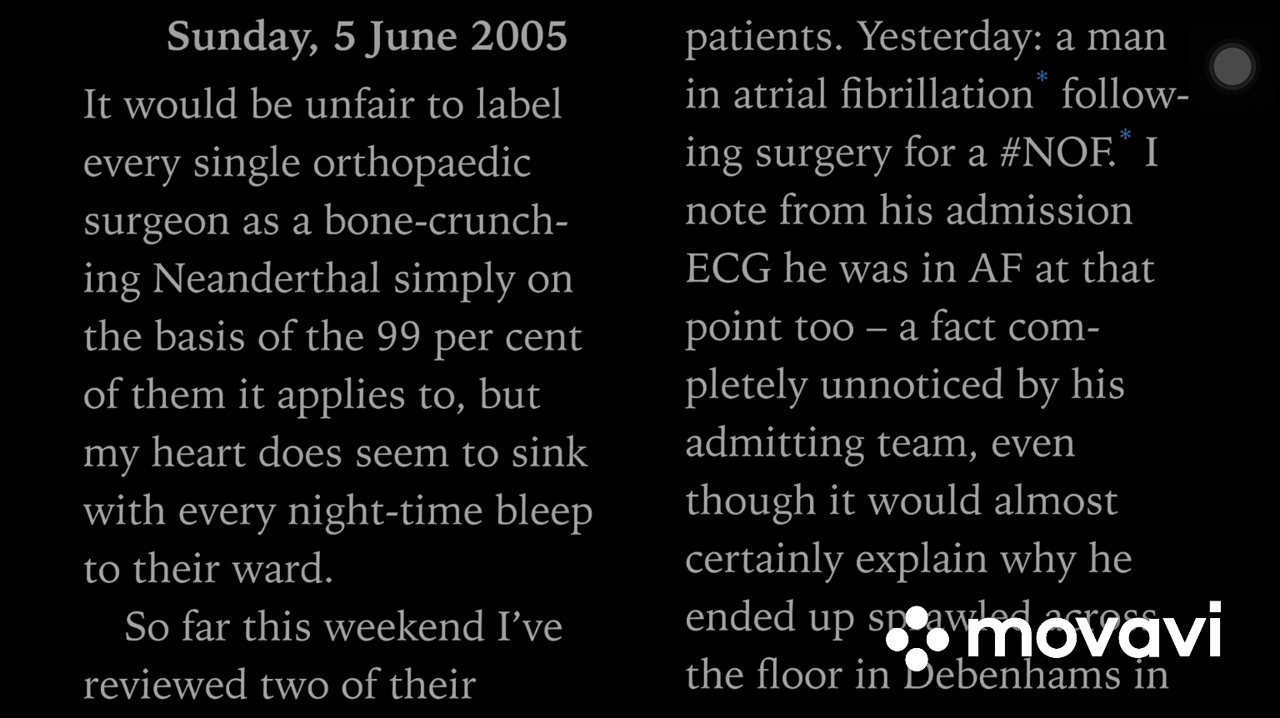 Sunday, 5 June 2005
It would be unfair to label
every single orthopaedic
surgeon as a bone-crunch-
ing Neanderthal simply on
the basis of the 99 per cent
of them it applies to, but
my heart does seem to sink
with every night-time bleep
to their ward.
So far this weekend I’ve
reviewed two of their
patients. Yesterday: a man
in atrial fibrillation* follow-
ing surgery for a #NOF.* I
note from his admission
ECG he was in AF at that
point too – a fact com-
pletely unnoticed by his
admitting team, even
though it would almost
certainly explain why he
ended up sprawled across
the floor in Debenhams in
movavi